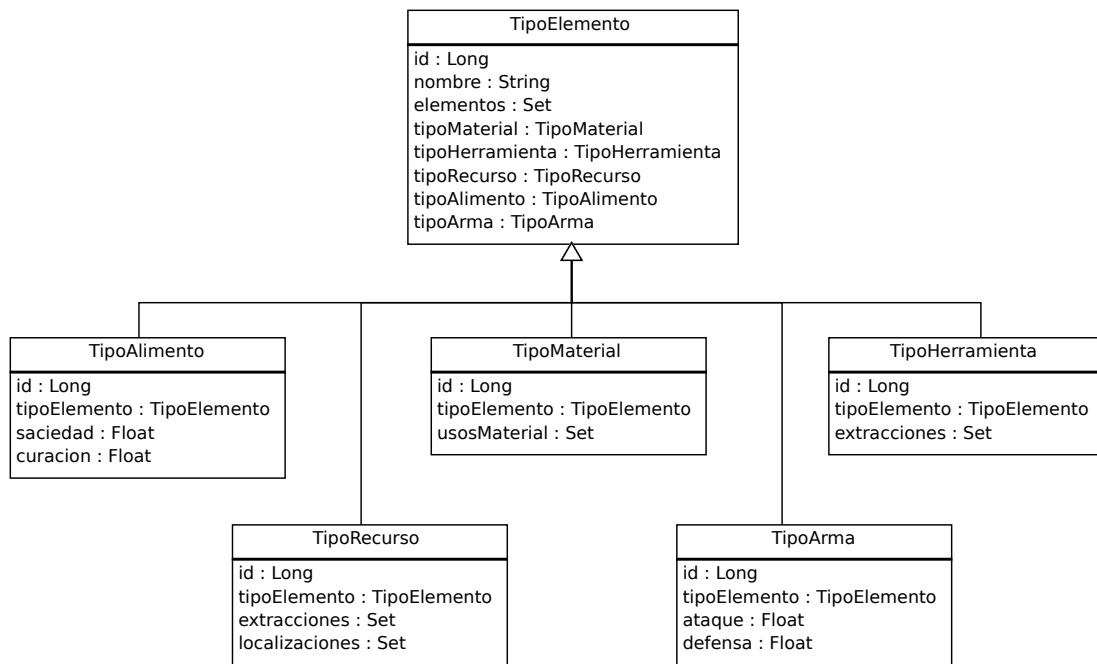 TipoElemento
id : Long
nombre : String
elementos : Set
tipoMaterial : TipoMaterial
tipoHerramienta : TipoHerramienta
tipoRecurso : TipoRecurso
tipoAlimento : TipoAlimento
tipoArma : TipoArma
TipoAlimento
id : Long
tipoElemento : TipoElemento
saciedad : Float
curacion : Float
TipoMaterial
id : Long
tipoElemento : TipoElemento
usosMaterial : Set
TipoHerramienta
id : Long
tipoElemento : TipoElemento
extracciones : Set
TipoRecurso
id : Long
tipoElemento : TipoElemento
extracciones : Set
localizaciones : Set
TipoArma
id : Long
tipoElemento : TipoElemento
ataque : Float
defensa : Float